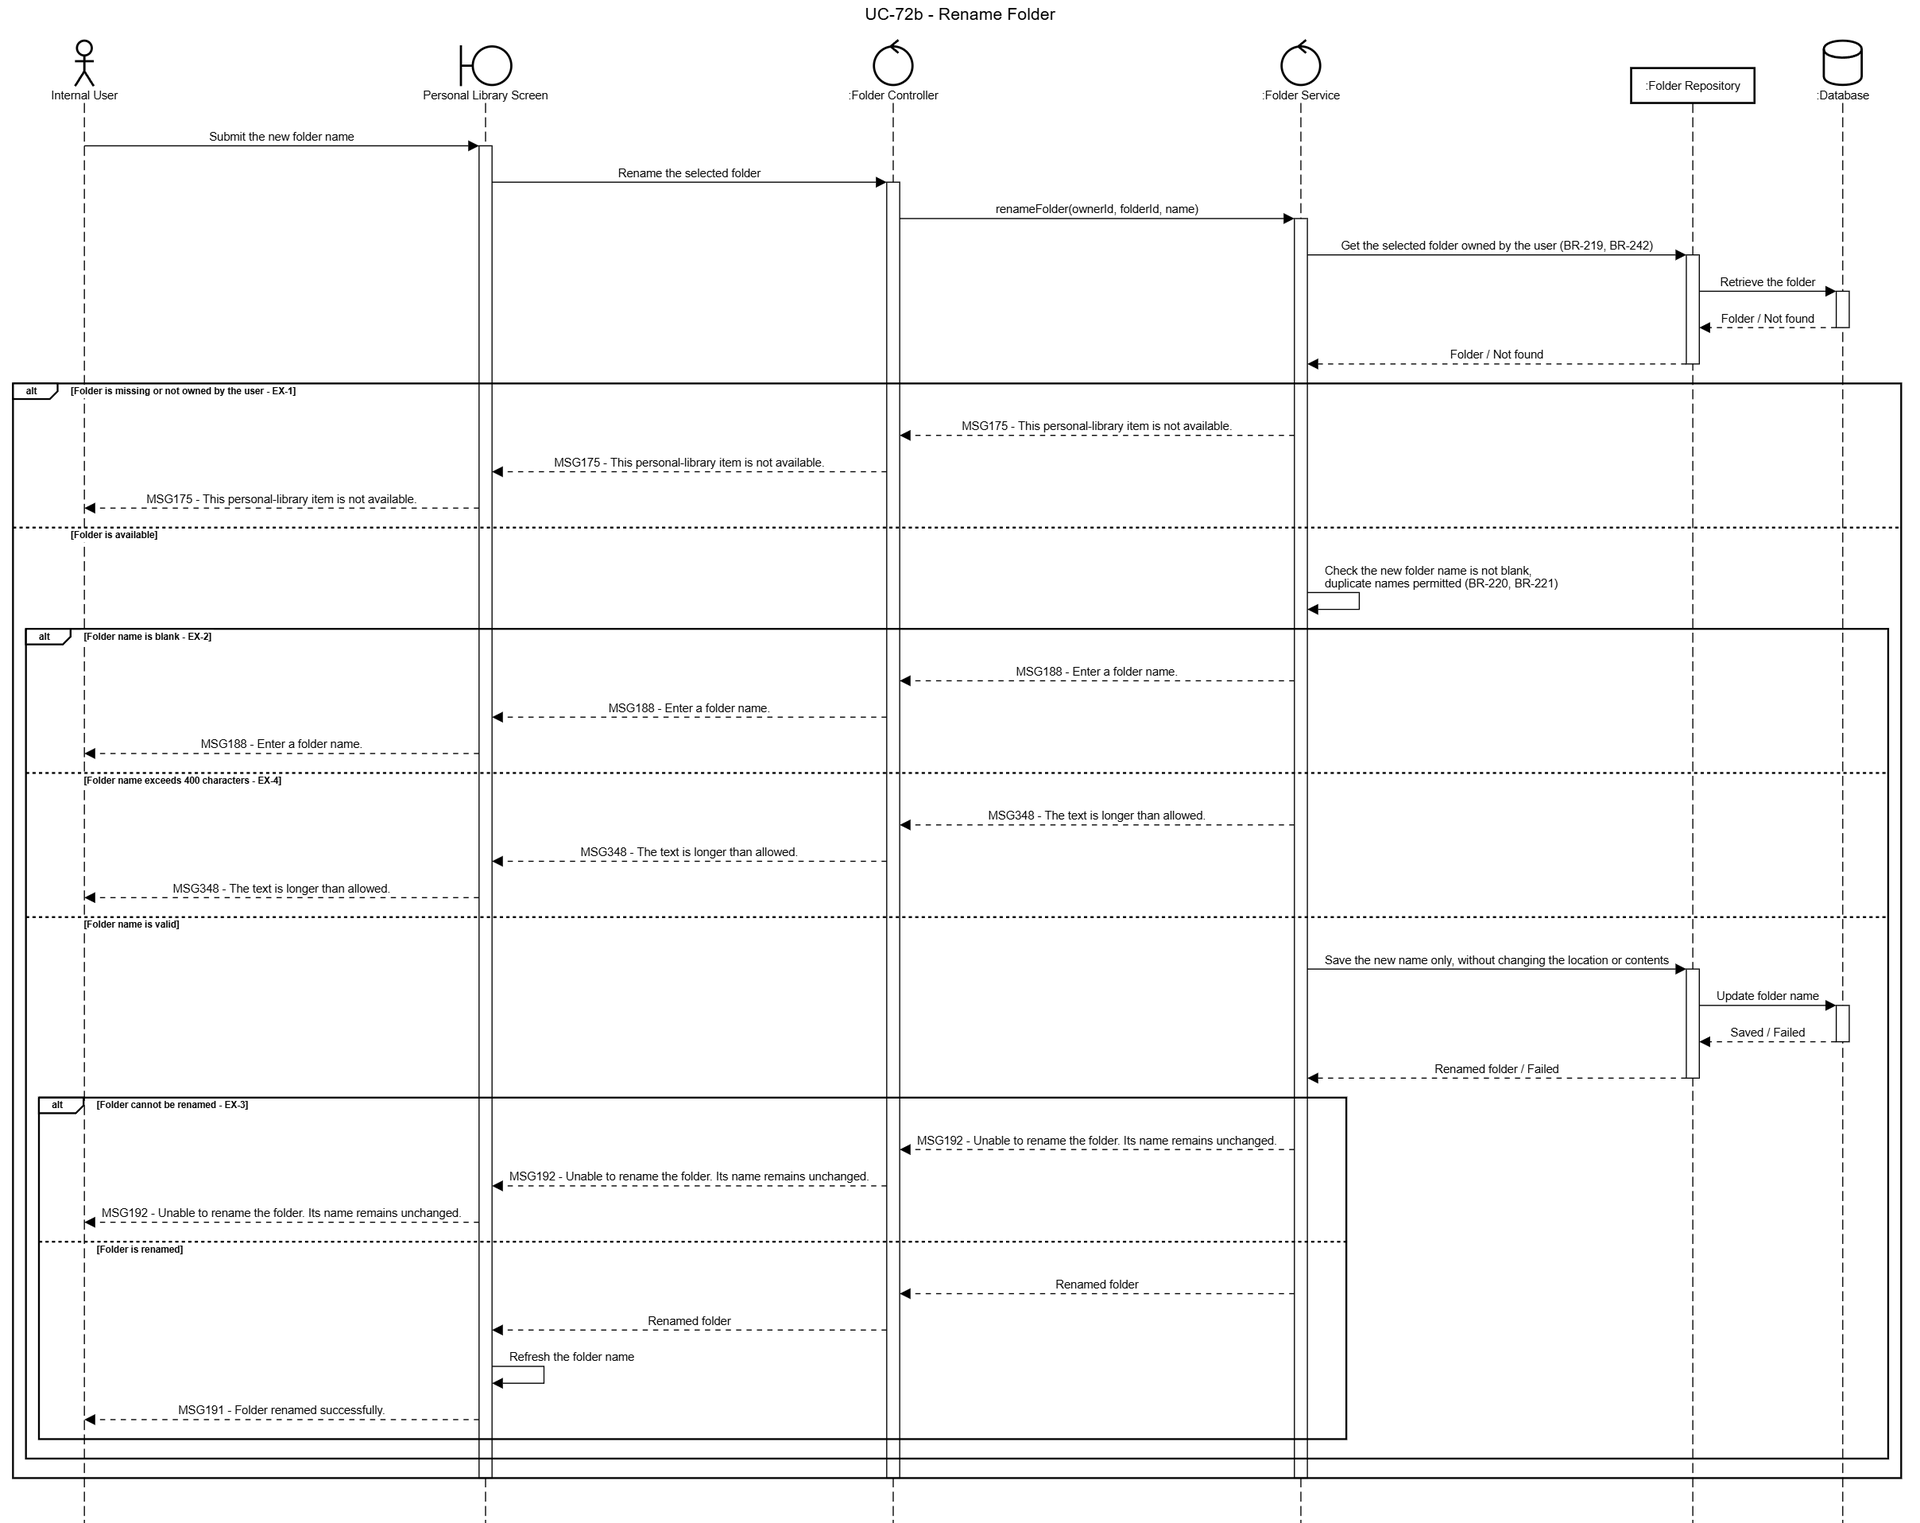 UC-72b - Rename Folder
Internal User
Personal Library Screen
:Folder Controller
:Folder Service
:Folder Repository
:Database
Submit the new folder name
Rename the selected folder
renameFolder(ownerId, folderId, name)
Get the selected folder owned by the user (BR-219, BR-242)
Retrieve the folder
Folder / Not found
Folder / Not found
alt
[Folder is missing or not owned by the user - EX-1]
MSG175 - This personal-library item is not available.
MSG175 - This personal-library item is not available.
MSG175 - This personal-library item is not available.
[Folder is available]
Check the new folder name is not blank,
duplicate names permitted (BR-220, BR-221)
alt
[Folder name is blank - EX-2]
MSG188 - Enter a folder name.
MSG188 - Enter a folder name.
MSG188 - Enter a folder name.
[Folder name exceeds 400 characters - EX-4]
MSG348 - The text is longer than allowed.
MSG348 - The text is longer than allowed.
MSG348 - The text is longer than allowed.
[Folder name is valid]
Save the new name only, without changing the location or contents
Update folder name
Saved / Failed
Renamed folder / Failed
alt
[Folder cannot be renamed - EX-3]
MSG192 - Unable to rename the folder. Its name remains unchanged.
MSG192 - Unable to rename the folder. Its name remains unchanged.
MSG192 - Unable to rename the folder. Its name remains unchanged.
[Folder is renamed]
Renamed folder
Renamed folder
Refresh the folder name
MSG191 - Folder renamed successfully.